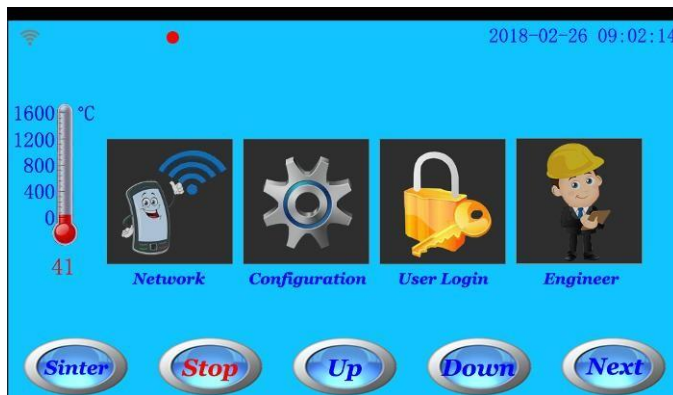 2018-02-26 09:02:14
1600 °C
1200
800
400
0
41
Network Configuration User Login Engineer
Sinter Stop Up Down Next